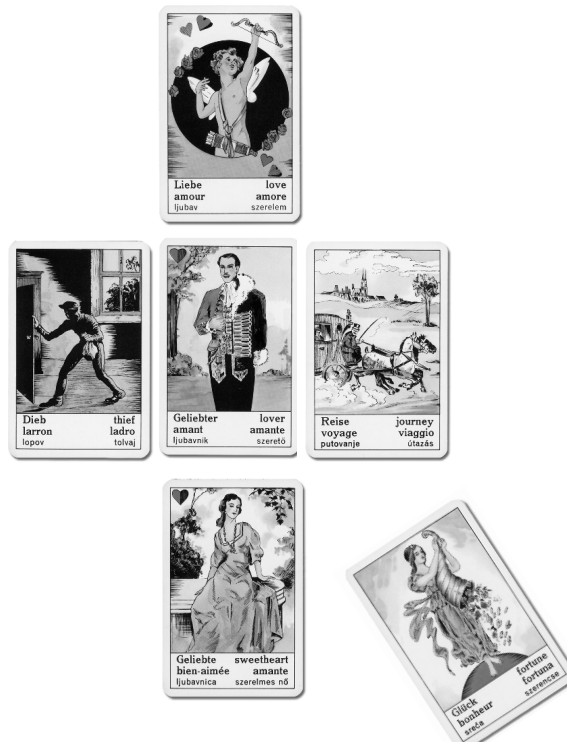 Liebe love
amour amore
ljubav szerelem
Dieb thief
larron ladro
lopov tolvaj
Geliebter lover
amant amante
ljubavnik szerető
Reise journey
voyage viaggio
putovanje útazás
Geliebte sweetheart
bien-aimée amante
ljubavnica szerelmes nő
Glück fortune
bonheur fortuna
sreća szerencse